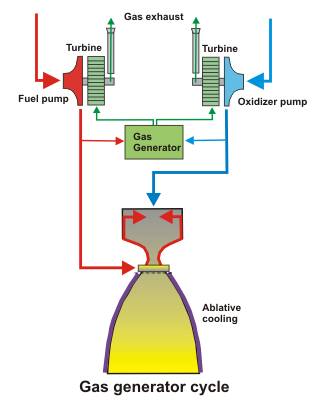 Gas exhaust
Turbine
Turbine
Fuel pump
Oxidizer pump
Gas
Generator
Ablative
cooling
Gas generator cycle